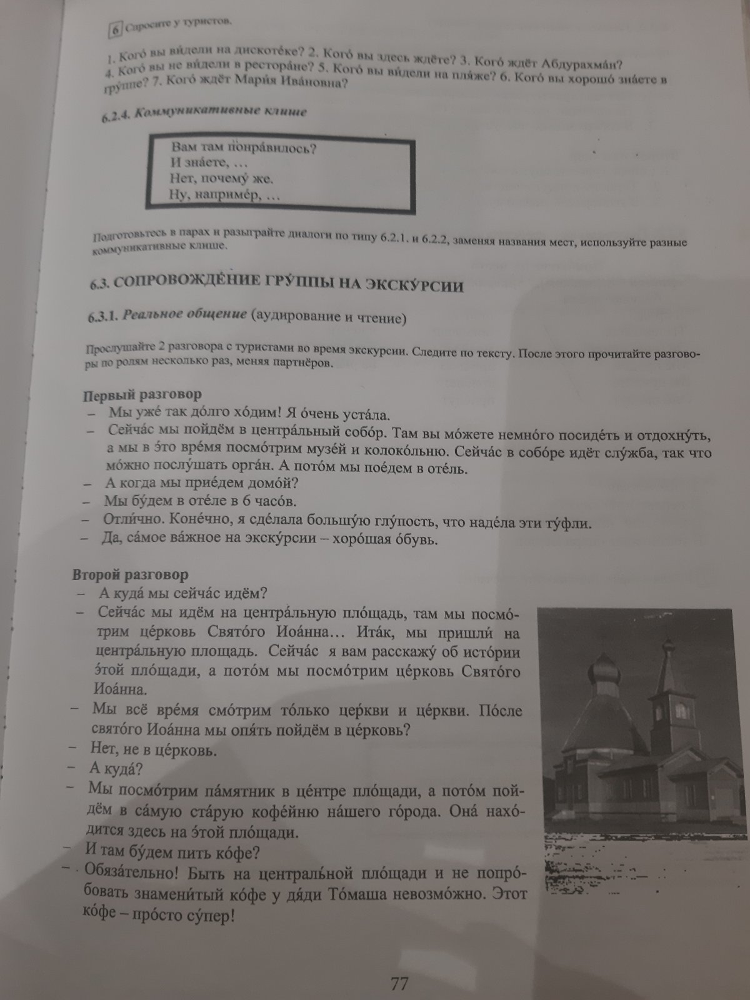 6 Спросите у туристов.
1. Кого́ вы ви́дели на дискоте́ке? 2. Кого́ вы здесь ждёте? 3. Кого́ ждёт Абдурахма́н?
4. Кого́ вы не ви́дели в рестора́не? 5. Кого́ вы ви́дели на пля́же? 6. Кого́ вы хорошо́ зна́ете в
гру́ппе? 7. Кого́ ждёт Мари́я Ива́новна?
6.2.4. Коммуникативные клише
Вам там понра́вилось?
И зна́ете, …
Нет, почему́ же.
Ну, наприме́р, …
Подготовьтесь в парах и разыграйте диалоги по типу 6.2.1. и 6.2.2, заменяя названия мест, используйте разные
коммуникативные клише.
6.3. СОПРОВОЖДЕ́НИЕ ГРУ́ППЫ НА ЭКСКУ́РСИИ
6.3.1. Реальное общение (аудирование и чтение)
Прослушайте 2 разговора с туристами во время экскурсии. Следите по тексту. После этого прочитайте разгово-
ры по ролям несколько раз, меняя партнёров.
Первый разговор
– Мы уже́ так до́лго хо́дим! Я о́чень уста́ла.
– Сейча́с мы пойдём в центра́льный собо́р. Там вы мо́жете немно́го посиде́ть и отдохну́ть,
а мы в э́то вре́мя посмо́трим музе́й и колоко́льню. Сейча́с в собо́ре идёт слу́жба, так что
мо́жно послу́шать орга́н. А пото́м мы пое́дем в оте́ль.
– А когда мы прие́дем домо́й?
– Мы бу́дем в оте́ле в 6 часо́в.
– Отли́чно. Коне́чно, я сде́лала большу́ю глу́пость, что наде́ла эти ту́фли.
– Да, са́мое ва́жное на экску́рсии – хоро́шая о́бувь.
Второй разговор
– А куда́ мы сейча́с идём?
– Сейча́с мы идём на центра́льную пло́щадь, там мы посмо́-
трим це́рковь Свято́го Иоа́нна… Ита́к, мы пришли́ на
центра́льную площадь. Сейча́с я вам расскажу́ об исто́рии
э́той пло́щади, а пото́м мы посмо́трим це́рковь Свято́го
Иоа́нна.
– Мы всё вре́мя смо́трим то́лько церкви и це́ркви. По́сле
свято́го Иоа́нна мы опя́ть пойдём в це́рковь?
– Нет, не в це́рковь.
– А куда́?
– Мы посмо́трим па́мятник в це́нтре пло́щади, а пото́м пой-
дём в са́мую ста́рую кофе́йню на́шего го́рода. Она́ нахо́-
дится здесь на э́той пло́щади.
– И там бу́дем пить ко́фе?
– Обяза́тельно! Быть на централь́ной пло́щади и не попро́-
бовать знамени́тый ко́фе у дя́ди То́маша невозмо́жно. Этот
ко́фе – про́сто су́пер!
77